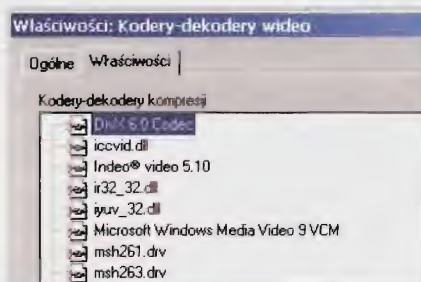 Właściwości: Kodery-dekodery wideo
Ogólne Właściwości
Kodery-dekodery kompresji
DivX 6.0 Codec
iccvid.dll
Indeo® video 5.10
ir32_32.dll
iyuv_32.dll
Microsoft Windows Media Video 9 VCM
msh261.drv
msh263.drv